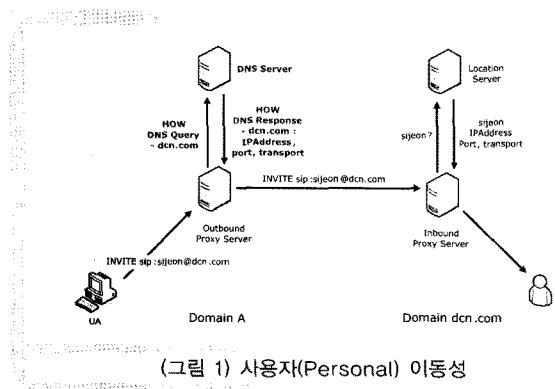 DNS Server
Location
Server
HOW
DNS Query
- dcn.com
HOW
DNS Response
- dcn.com :
IPAddress,
port, transport
sijeon ?
sijeon
IPAddress
Port, transport
INVITE sip :sijeon@dcn.com
Outbound
Proxy Server
Inbound
Proxy Server
INVITE sip :sijeon@dcn.com
UA
Domain A
Domain dcn.com
(그림 1) 사용자(Personal) 이동성